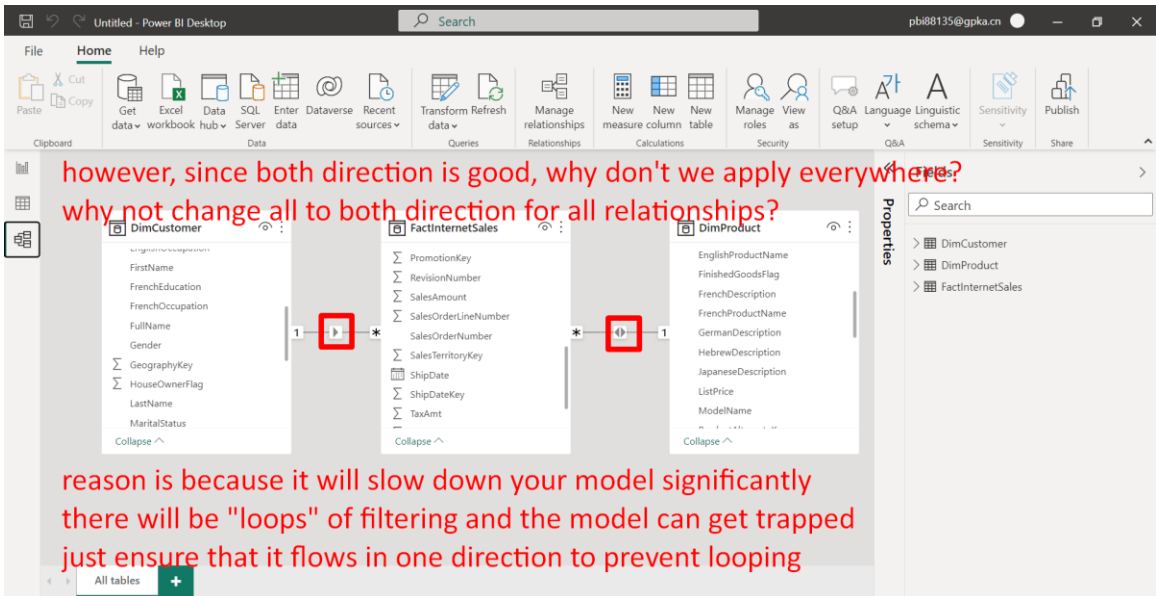 Untitled - Power BI Desktop
Search
pbi88135@gpka.cn
File Home Help
Paste
Cut
Copy
Get data
Excel workbook
Data hub
SQL Server
Enter data
Dataverse
Recent sources
Transform data
Refresh
Manage relationships
New measure
New column
New table
Manage roles
View as
Q&A setup
Language
Linguistic schema
Sensitivity
Publish
Clipboard
Data
Queries
Relationships
Calculations
Security
Q&A
Sensitivity
Share
however, since both direction is good, why don't we apply everywhere?
why not change all to both direction for all relationships?
DimCustomer
EnglishOccupation
FirstName
FrenchEducation
FrenchOccupation
FullName
Gender
GeographyKey
HouseOwnerFlag
LastName
MaritalStatus
Collapse
1
*
FactInternetSales
PromotionKey
RevisionNumber
SalesAmount
SalesOrderLineNumber
SalesOrderNumber
SalesTerritoryKey
ShipDate
ShipDateKey
TaxAmt
Collapse
*
1
DimProduct
EnglishProductName
FinishedGoodsFlag
FrenchDescription
FrenchProductName
GermanDescription
HebrewDescription
JapaneseDescription
ListPrice
ModelName
Collapse
Properties
Fields
Search
DimCustomer
DimProduct
FactInternetSales
reason is because it will slow down your model significantly
there will be "loops" of filtering and the model can get trapped
just ensure that it flows in one direction to prevent looping
All tables
+